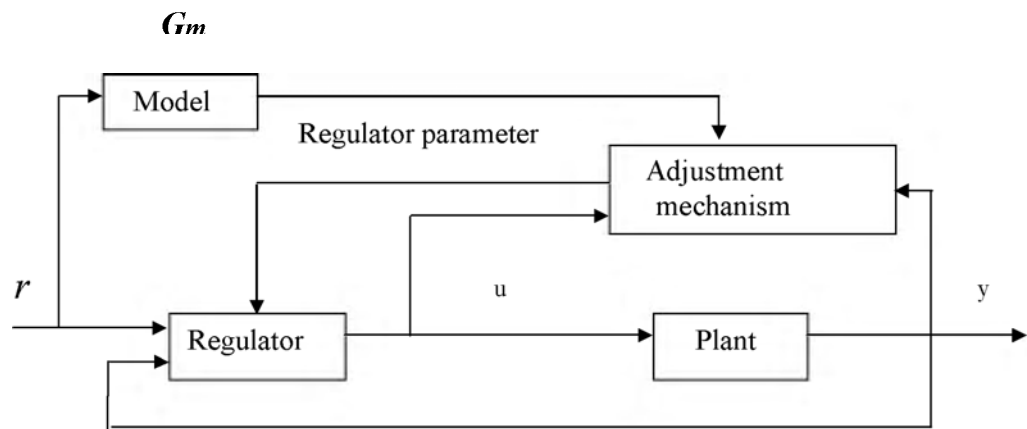 Gm
Model
Regulator parameter
Adjustment
mechanism
r
u
y
Regulator
Plant